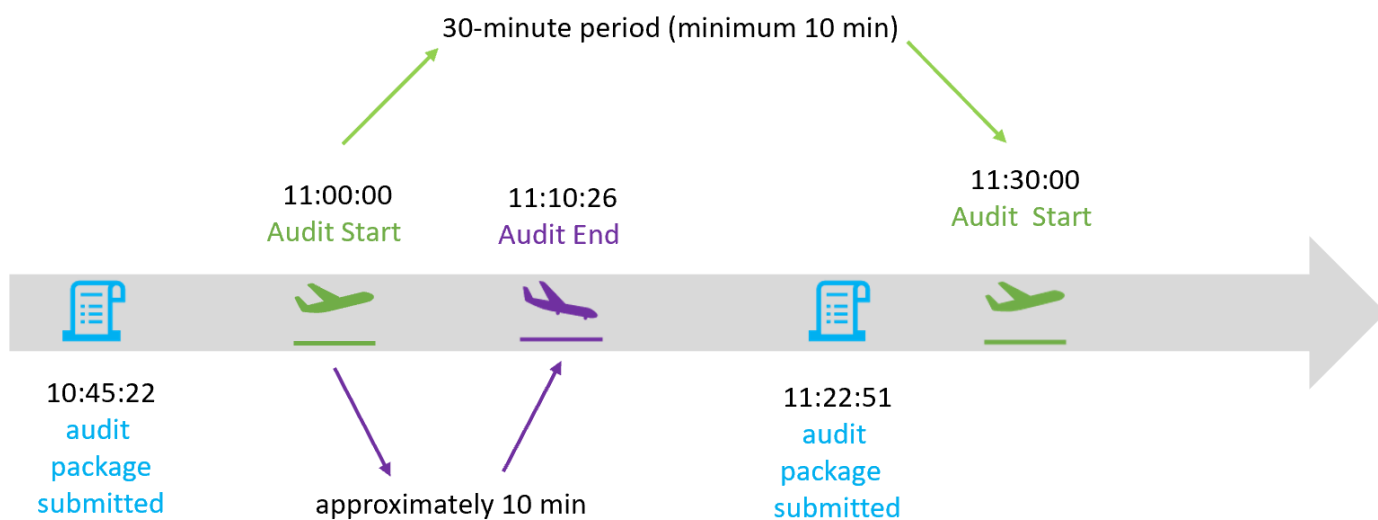 30-minute period (minimum 10 min)
11:00:00
Audit Start
11:10:26
Audit End
11:30:00
Audit Start
10:45:22
audit
package
submitted
11:22:51
audit
package
submitted
approximately 10 min